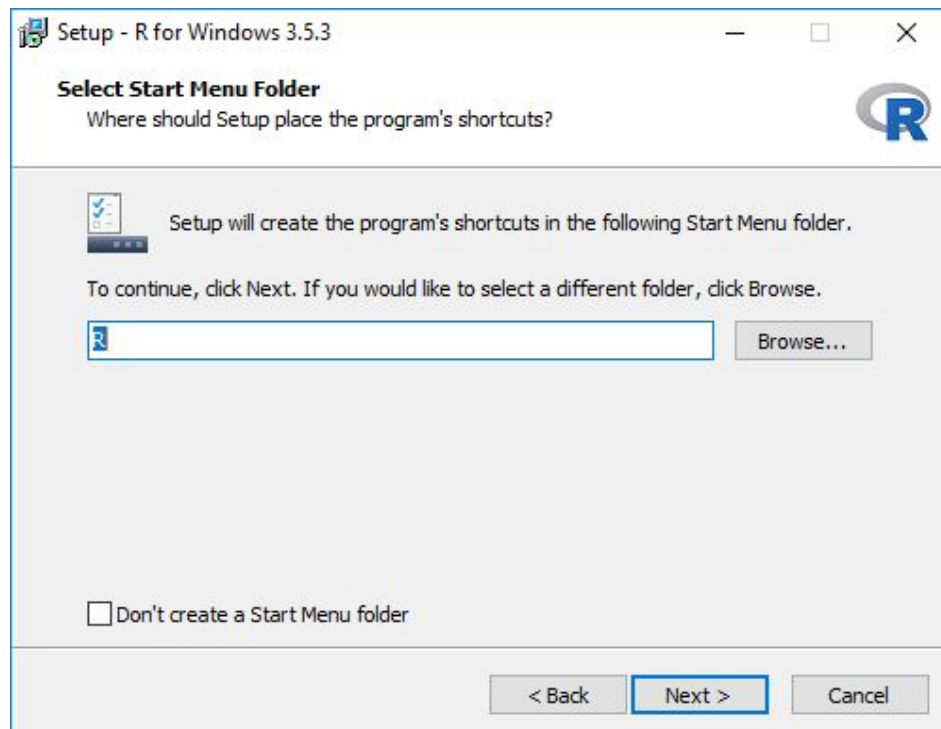 Setup - R for Windows 3.5.3
Select Start Menu Folder
Where should Setup place the program's shortcuts?
R
Setup will create the program's shortcuts in the following Start Menu folder.
To continue, click Next. If you would like to select a different folder, click Browse.
R
Browse...
Don't create a Start Menu folder
< Back
Next >
Cancel